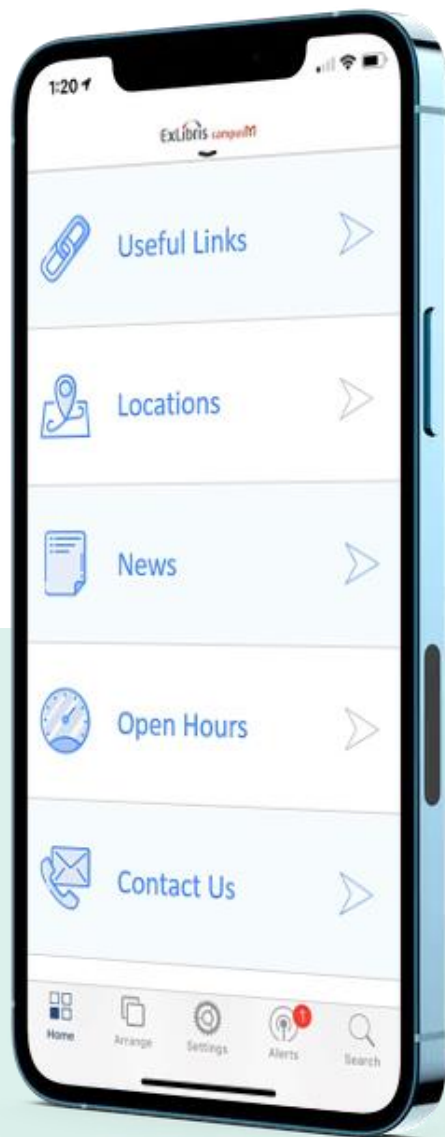 1:20
ExLibris campusM
Useful Links
Locations
News
Open Hours
Contact Us
1
Home
Arrange
Settings
Alerts
Search